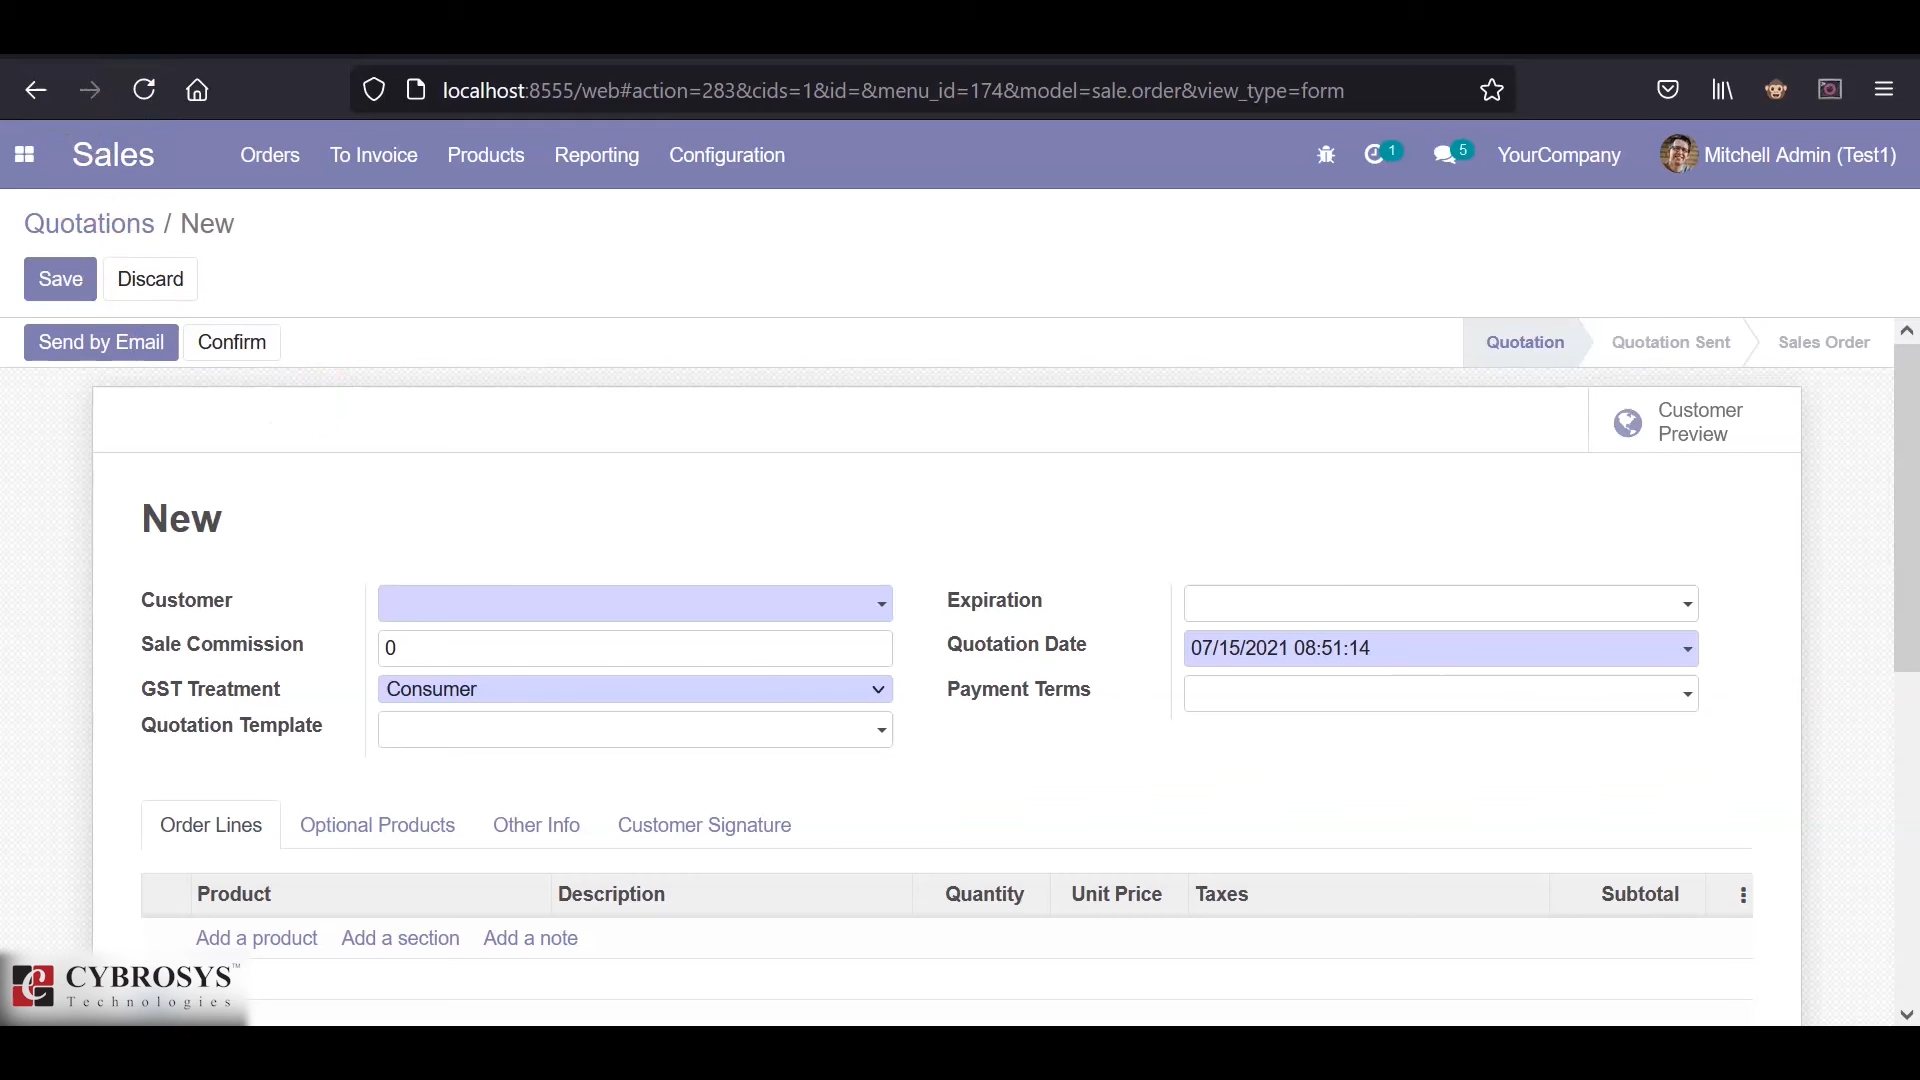 localhost:8555/web#action=283&cids=1&id=&menu_id=174&model=sale.order&view_type=form
Sales Orders To Invoice Products Reporting Configuration 1 5 YourCompany Mitchell Admin (Test1)
Quotations / New
Save Discard
Send by Email Confirm Quotation Quotation Sent Sales Order
Customer
Preview
New
Customer Expiration
Sale Commission 0 Quotation Date 07/15/2021 08:51:14
GST Treatment Consumer Payment Terms
Quotation Template
Order Lines Optional Products Other Info Customer Signature
Product Description Quantity Unit Price Taxes Subtotal
Add a product Add a section Add a note
CYBROSYS™
Technologies